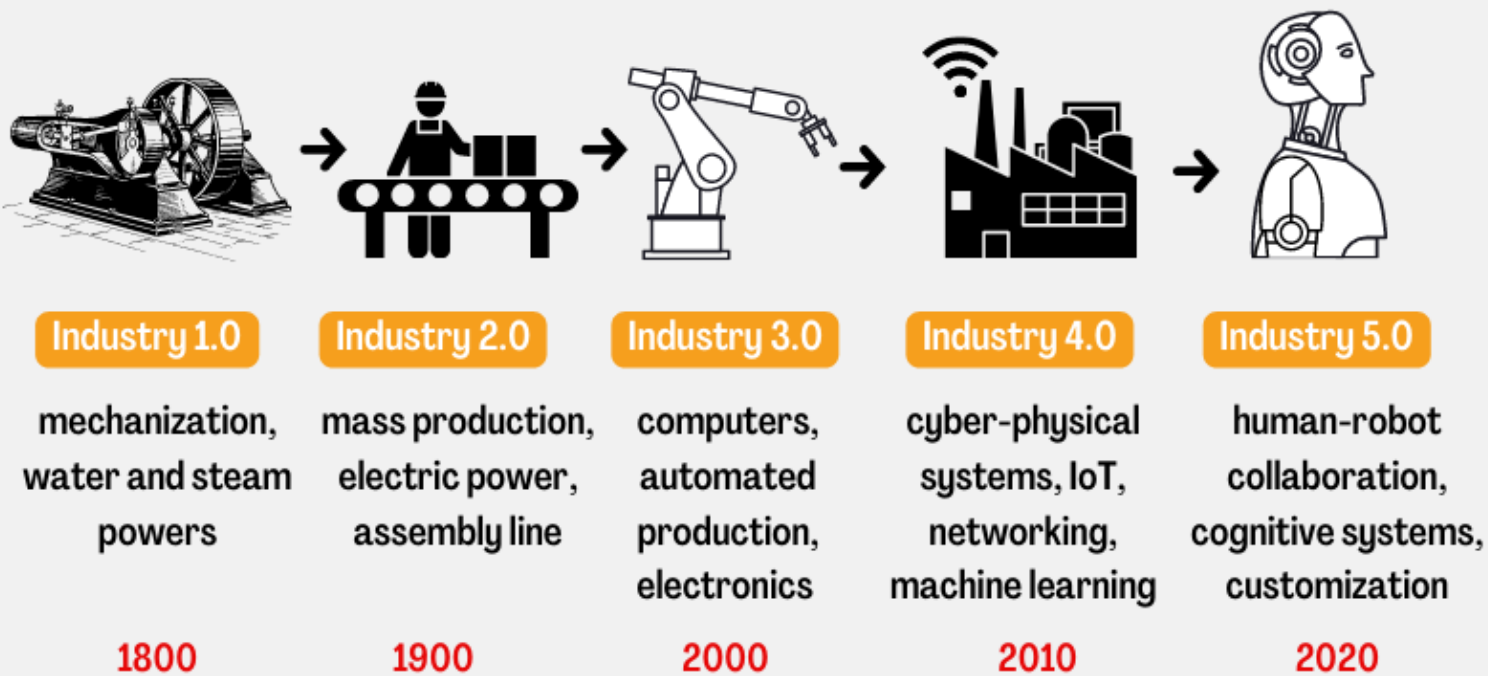 Industry 1.0
mechanization,
water and steam
powers
1800
Industry 2.0
mass production,
electric power,
assembly line
1900
Industry 3.0
computers,
automated
production,
electronics
2000
Industry 4.0
cyber-physical
systems, IoT,
networking,
machine learning
2010
Industry 5.0
human-robot
collaboration,
cognitive systems,
customization
2020